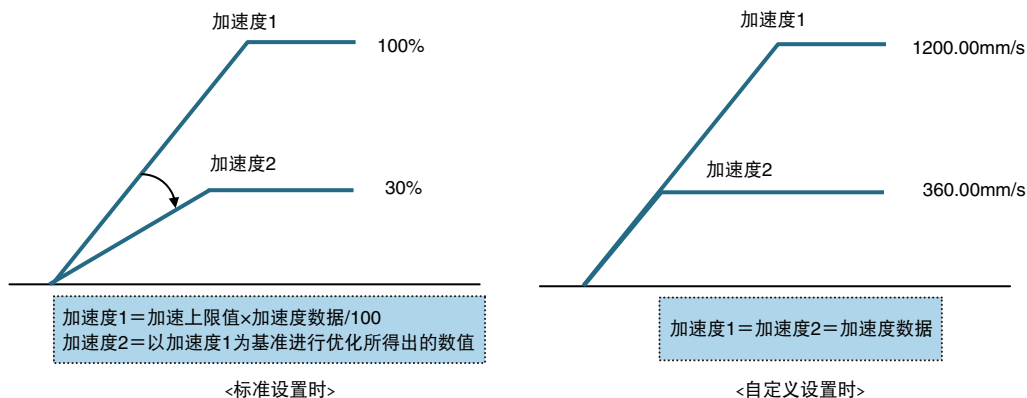 加速度1
100%
加速度2
30%
加速度1＝加速上限值×加速度数据/100
加速度2＝以加速度1为基准进行优化所得出的数值
<标准设置时>
加速度1
1200.00mm/s
加速度2
360.00mm/s
加速度1＝加速度2＝加速度数据
<自定义设置时>